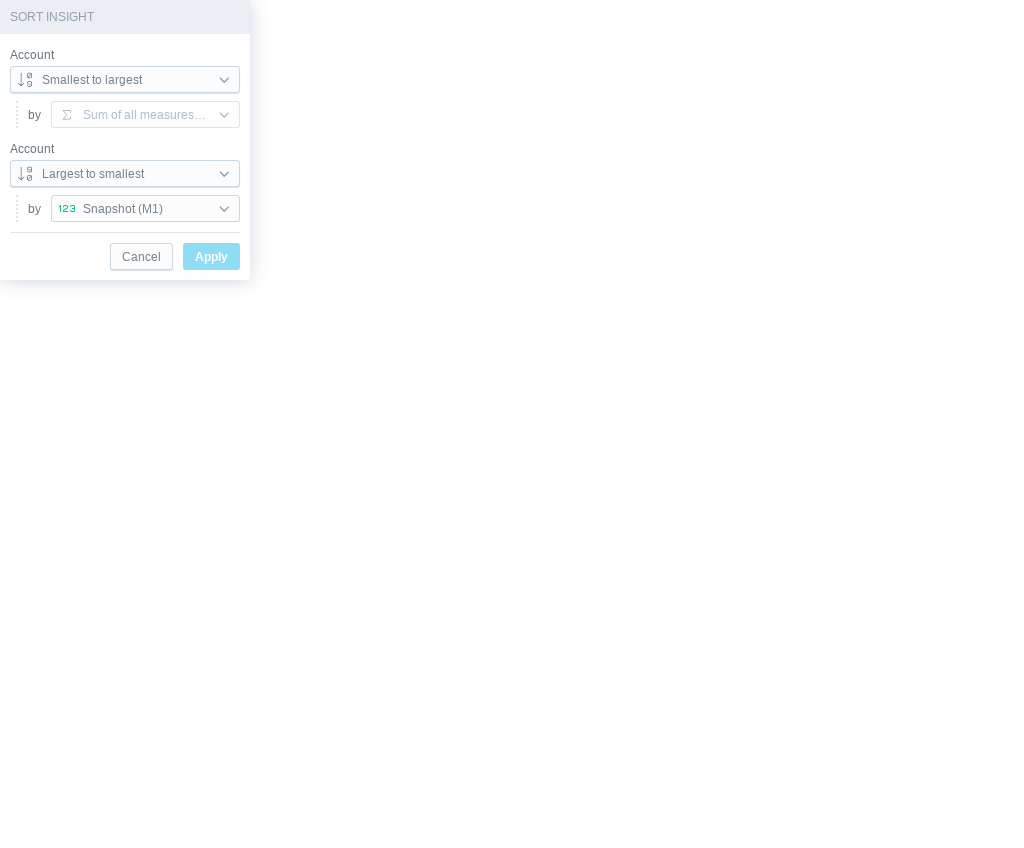 SORT INSIGHT
Account
Smallest to largest
by Sum of all measures…
Account
Largest to smallest
by 123 Snapshot (M1)
Cancel Apply